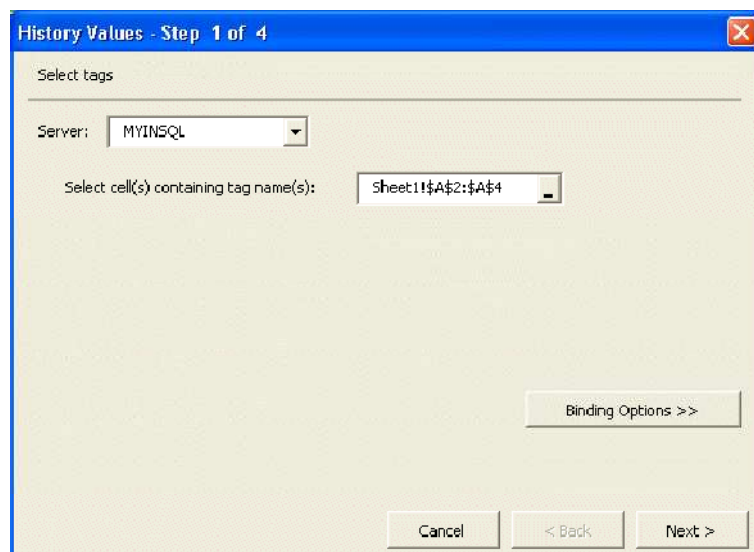 History Values - Step 1 of 4
Select tags
Server: MYINSQL
Select cell(s) containing tag name(s): Sheet1!$A$2:$A$4
Binding Options >>
Cancel < Back Next >